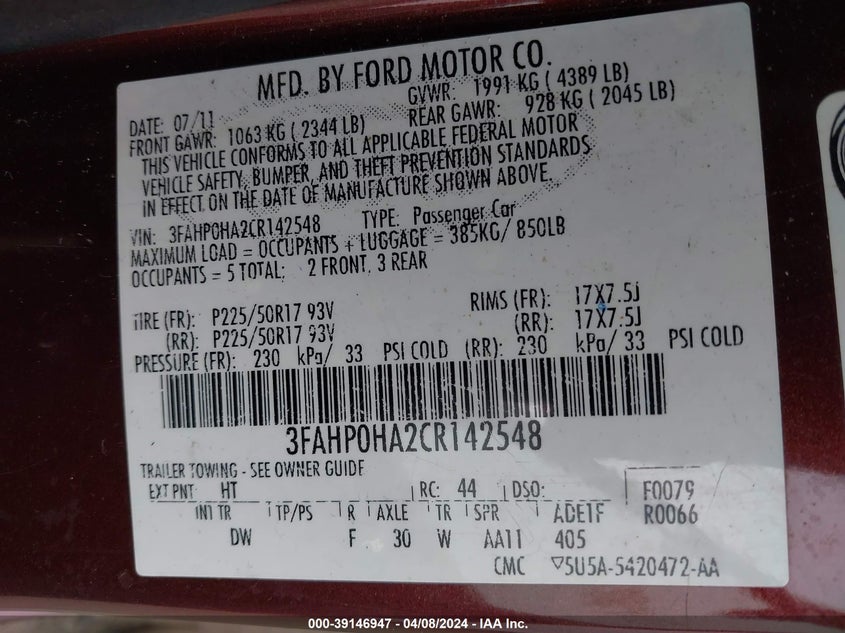 MFD. BY FORD MOTOR CO.
DATE: 07/11 GVWR: 1991 KG ( 4389 LB)
FRONT GAWR: 1063 KG ( 2344 LB) REAR GAWR: 928 KG ( 2045 LB)
THIS VEHICLE CONFORMS TO ALL APPLICABLE FEDERAL MOTOR
VEHICLE SAFETY, BUMPER, AND THEFT PREVENTION STANDARDS
IN EFFECT ON THE DATE OF MANUFACTURE SHOWN ABOVE.
VIN: 3FAHP0HA2CR142548 TYPE: Passenger Car
MAXIMUM LOAD = OCCUPANTS + LUGGAGE = 385KG/ 850LB
OCCUPANTS = 5 TOTAL: 2 FRONT, 3 REAR
TIRE (FR): P225/50R17 93V RIMS (FR): 17X7.5J
(RR): P225/50R17 93V (RR): 17X7.5J
PRESSURE (FR): 230 kPa/ 33 PSI COLD (RR): 230 kPa/ 33 PSI COLD
3FAHP0HA2CR142548
TRAILER TOWING - SEE OWNER GUIDE
EXT PNT: HT RC: 44 DSO: F0079
INT TR TP/PS R AXLE TR SPR ADE1F R0066
DW F 30 W AA11 405
CMC ▽5U5A-5420472-AA
000-39146947 - 04/08/2024 - IAA Inc.